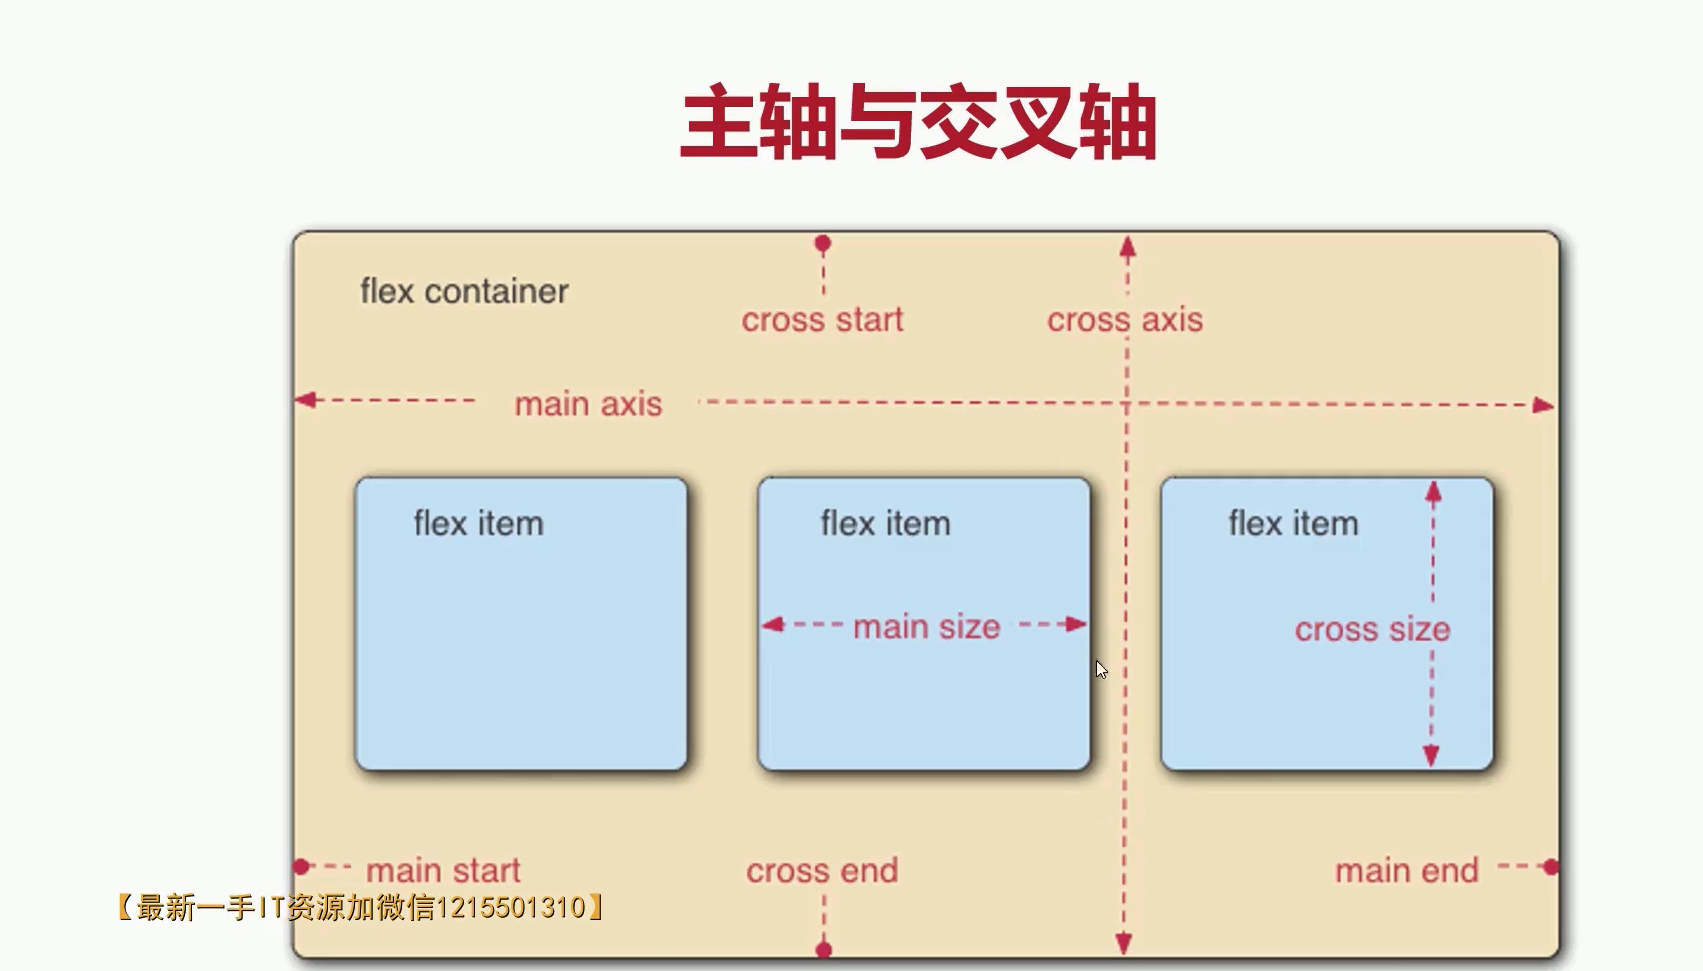 主轴与交叉轴
flex container
cross start
cross axis
main axis
flex item
flex item
flex item
main size
cross size
main start
cross end
main end
【最新一手IT资源加微信1215501310】